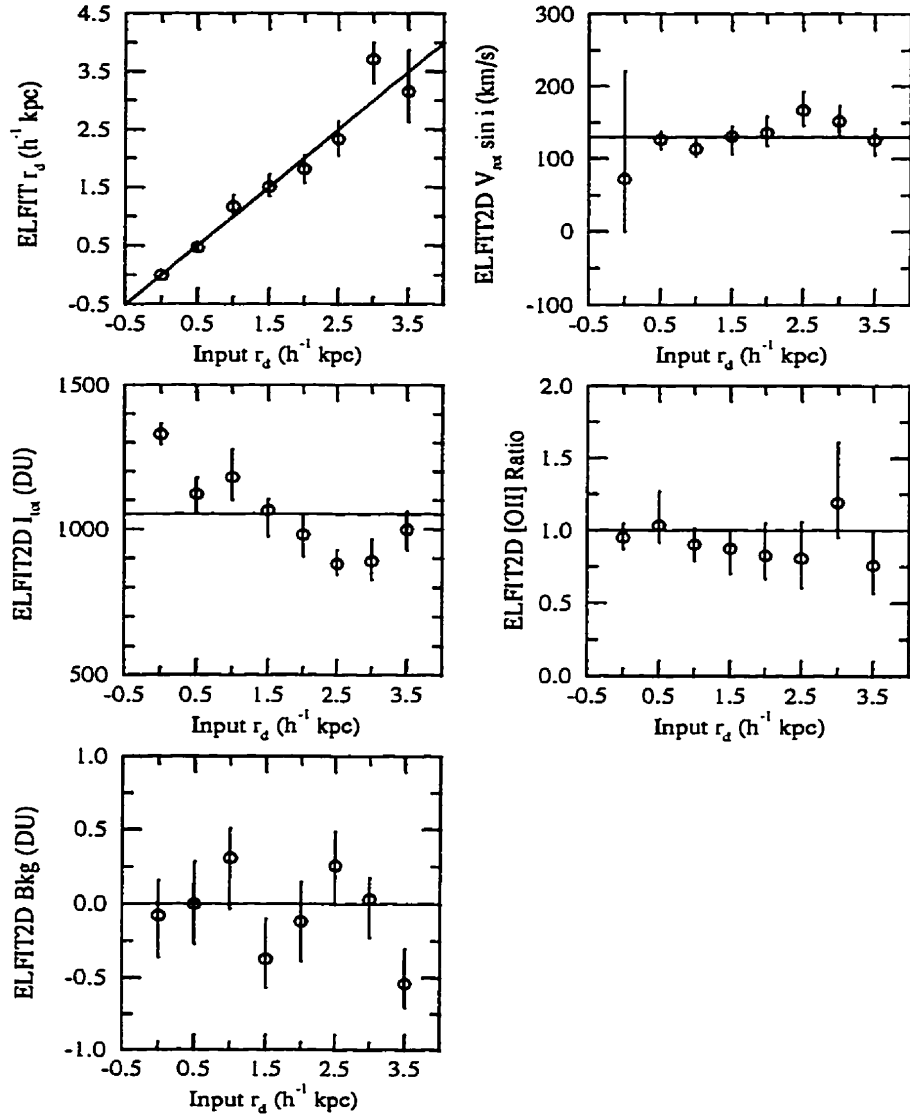 ELFIT r_d (h^-1 kpc)
4.5
3.5
2.5
1.5
0.5
-0.5
-0.5 0.5 1.5 2.5 3.5
Input r_d (h^-1 kpc)
ELFIT2D V_rot sin i (km/s)
300
200
100
0
-100
-0.5 0.5 1.5 2.5 3.5
Input r_d (h^-1 kpc)
ELFIT2D I_tot (DU)
1500
1000
500
-0.5 0.5 1.5 2.5 3.5
Input r_d (h^-1 kpc)
ELFIT2D [OII] Ratio
2.0
1.5
1.0
0.5
0.0
-0.5 0.5 1.5 2.5 3.5
Input r_d (h^-1 kpc)
ELFIT2D Bkg (DU)
1.0
0.5
0.0
-0.5
-1.0
-0.5 0.5 1.5 2.5 3.5
Input r_d (h^-1 kpc)